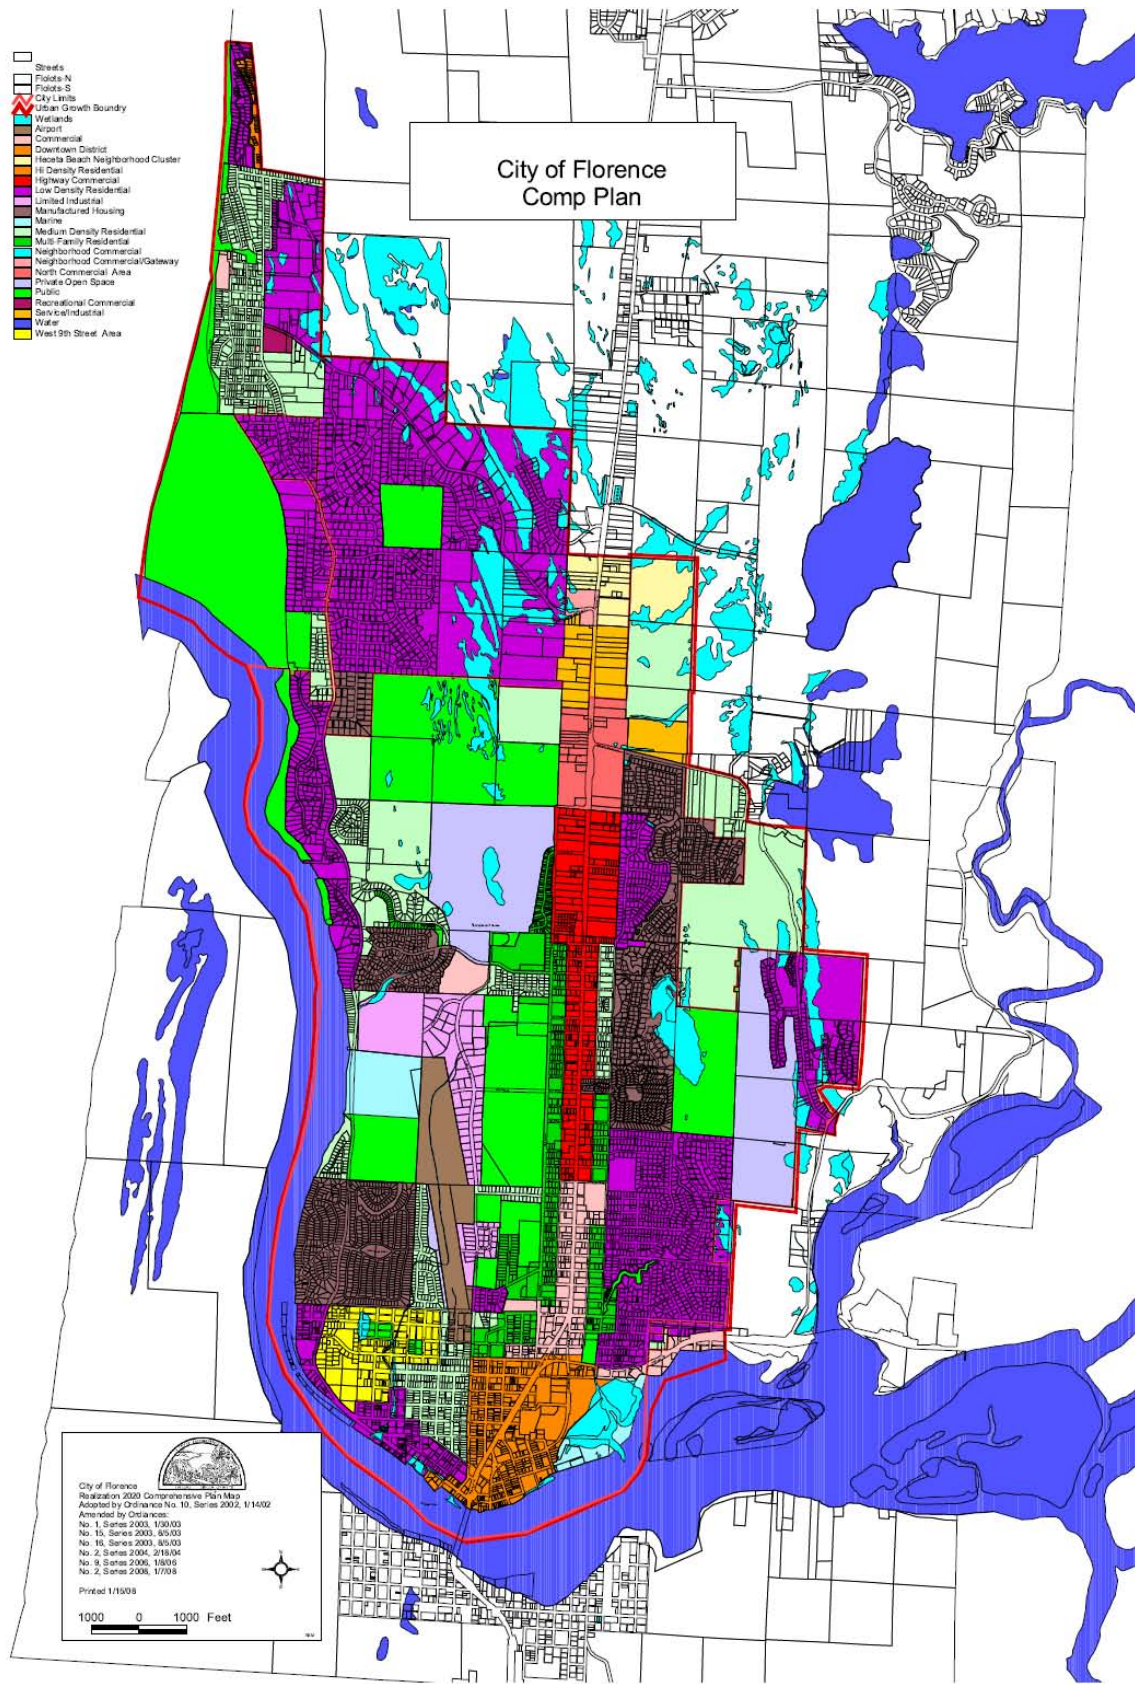 City of Florence
Comp Plan
Streets
Flolots-N
Flolots-S
City Limits
Urban Growth Boundry
Wetlands
Airport
Commercial
Downtown District
Heceta Beach Neighborhood Cluster
Hi Density Residential
Highway Commercial
Low Density Residential
Limited Industrial
Manufactured Housing
Marine
Medium Density Residential
Multi-Family Residential
Neighborhood Commercial
Neighborhood Commercial/Gateway
North Commercial Area
Private Open Space
Public
Recreational Commercial
Service/Industrial
Water
West 9th Street Area
City of Florence
Realization 2020 Comprehensive Plan Map
Adopted by Ordinance No. 10, Series 2002, 1/14/02
Amended by Ordiances:
No. 1, Series 2003, 1/30/03
No. 15, Series 2003, 8/5/03
No. 16, Series 2003, 8/5/03
No. 2, Series 2004, 2/18/04
No. 9, Series 2006, 1/8/06
No. 2, Series 2008, 1/7/08
Printed 1/15/08
1000 0 1000 Feet